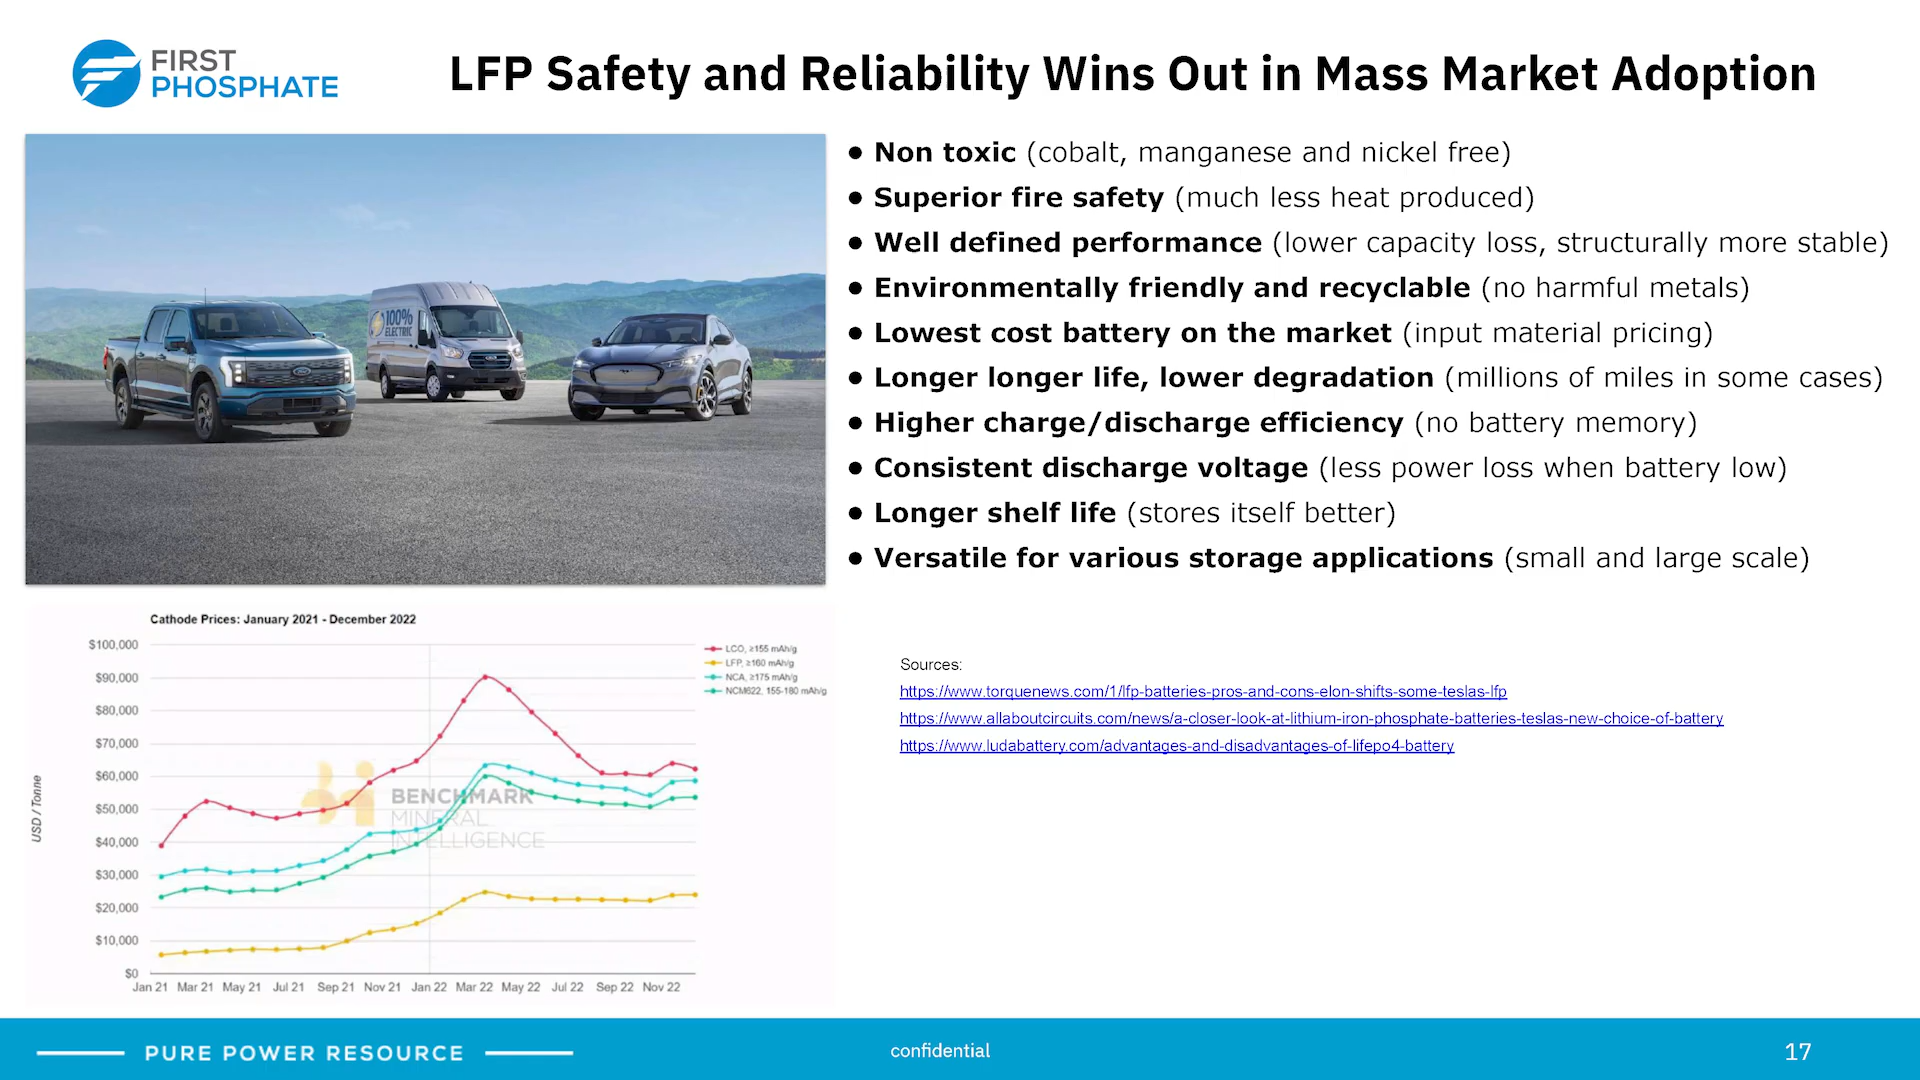 FIRST
PHOSPHATE
LFP Safety and Reliability Wins Out in Mass Market Adoption
100%
ELECTRIC
● Non toxic (cobalt, manganese and nickel free)
● Superior fire safety (much less heat produced)
● Well defined performance (lower capacity loss, structurally more stable)
● Environmentally friendly and recyclable (no harmful metals)
● Lowest cost battery on the market (input material pricing)
● Longer longer life, lower degradation (millions of miles in some cases)
● Higher charge/discharge efficiency (no battery memory)
● Consistent discharge voltage (less power loss when battery low)
● Longer shelf life (stores itself better)
● Versatile for various storage applications (small and large scale)
Cathode Prices: January 2021 - December 2022
$100,000
$90,000
$80,000
$70,000
$60,000
$50,000
$40,000
$30,000
$20,000
$10,000
$0
USD / Tonne
Jan 21 Mar 21 May 21 Jul 21 Sep 21 Nov 21 Jan 22 Mar 22 May 22 Jul 22 Sep 22 Nov 22
LCO, ≥155 mAh/g
LFP, ≥160 mAh/g
NCA, ≥175 mAh/g
NCM622, 155-180 mAh/g
BENCHMARK
MINERAL
INTELLIGENCE
Sources:
https://www.torquenews.com/1/lfp-batteries-pros-and-cons-elon-shifts-some-teslas-lfp
https://www.allaboutcircuits.com/news/a-closer-look-at-lithium-iron-phosphate-batteries-teslas-new-choice-of-battery
https://www.ludabattery.com/advantages-and-disadvantages-of-lifepo4-battery
PURE POWER RESOURCE
confidential
17